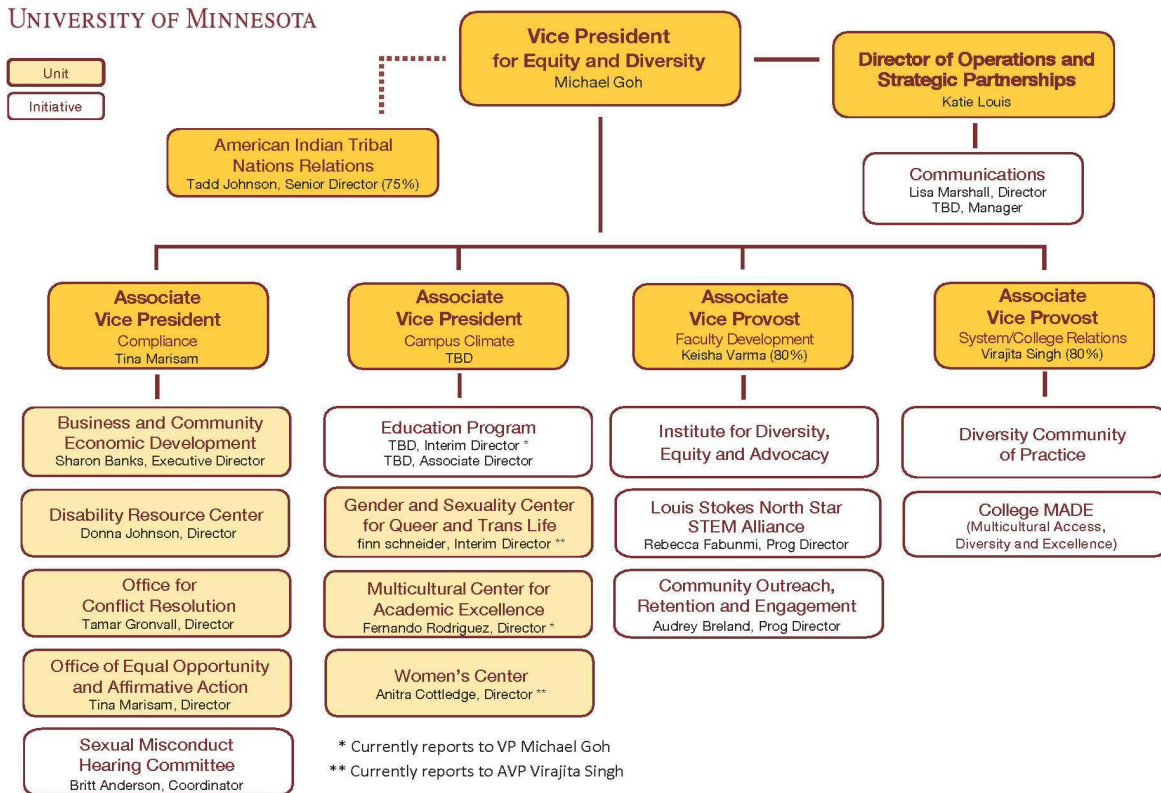 UNIVERSITY OF MINNESOTA
Unit
Initiative
Vice President
for Equity and Diversity
Michael Goh
Director of Operations and
Strategic Partnerships
Katie Louis
American Indian Tribal
Nations Relations
Tadd Johnson, Senior Director (75%)
Communications
Lisa Marshall, Director
TBD, Manager
Associate
Vice President
Compliance
Tina Marisam
Business and Community
Economic Development
Sharon Banks, Executive Director
Disability Resource Center
Donna Johnson, Director
Office for
Conflict Resolution
Tamar Gronvall, Director
Office of Equal Opportunity
and Affirmative Action
Tina Marisam, Director
Sexual Misconduct
Hearing Committee
Britt Anderson, Coordinator
Associate
Vice President
Campus Climate
TBD
Education Program
TBD, Interim Director *
TBD, Associate Director
Gender and Sexuality Center
for Queer and Trans Life
finn schneider, Interim Director **
Multicultural Center for
Academic Excellence
Fernando Rodriguez, Director *
Women's Center
Anitra Cottledge, Director **
Associate
Vice Provost
Faculty Development
Keisha Varma (80%)
Institute for Diversity,
Equity and Advocacy
Louis Stokes North Star
STEM Alliance
Rebecca Fabunmi, Prog Director
Community Outreach,
Retention and Engagement
Audrey Breland, Prog Director
Associate
Vice Provost
System/College Relations
Virajita Singh (80%)
Diversity Community
of Practice
College MADE
(Multicultural Access,
Diversity and Excellence)
* Currently reports to VP Michael Goh
** Currently reports to AVP Virajita Singh